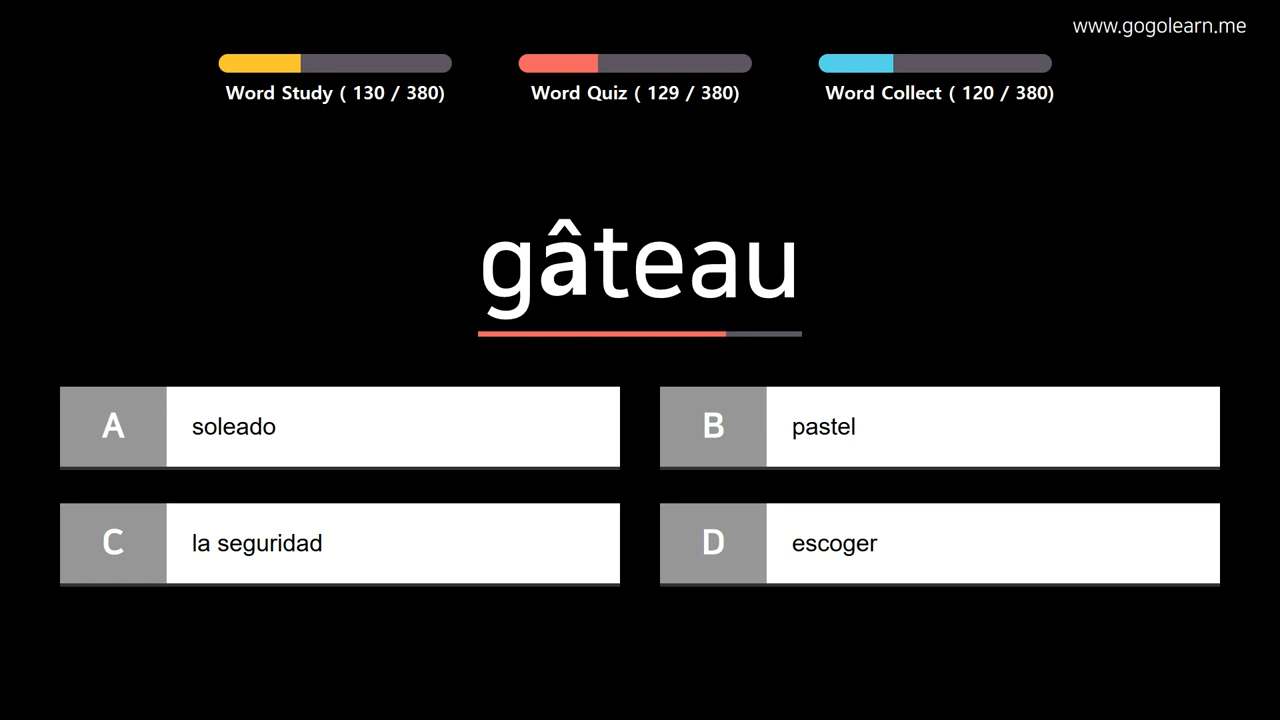 www.gogolearn.me
Word Study ( 130 / 380)
Word Quiz ( 129 / 380)
Word Collect ( 120 / 380)
gâteau
A
soleado
B
pastel
C
la seguridad
D
escoger